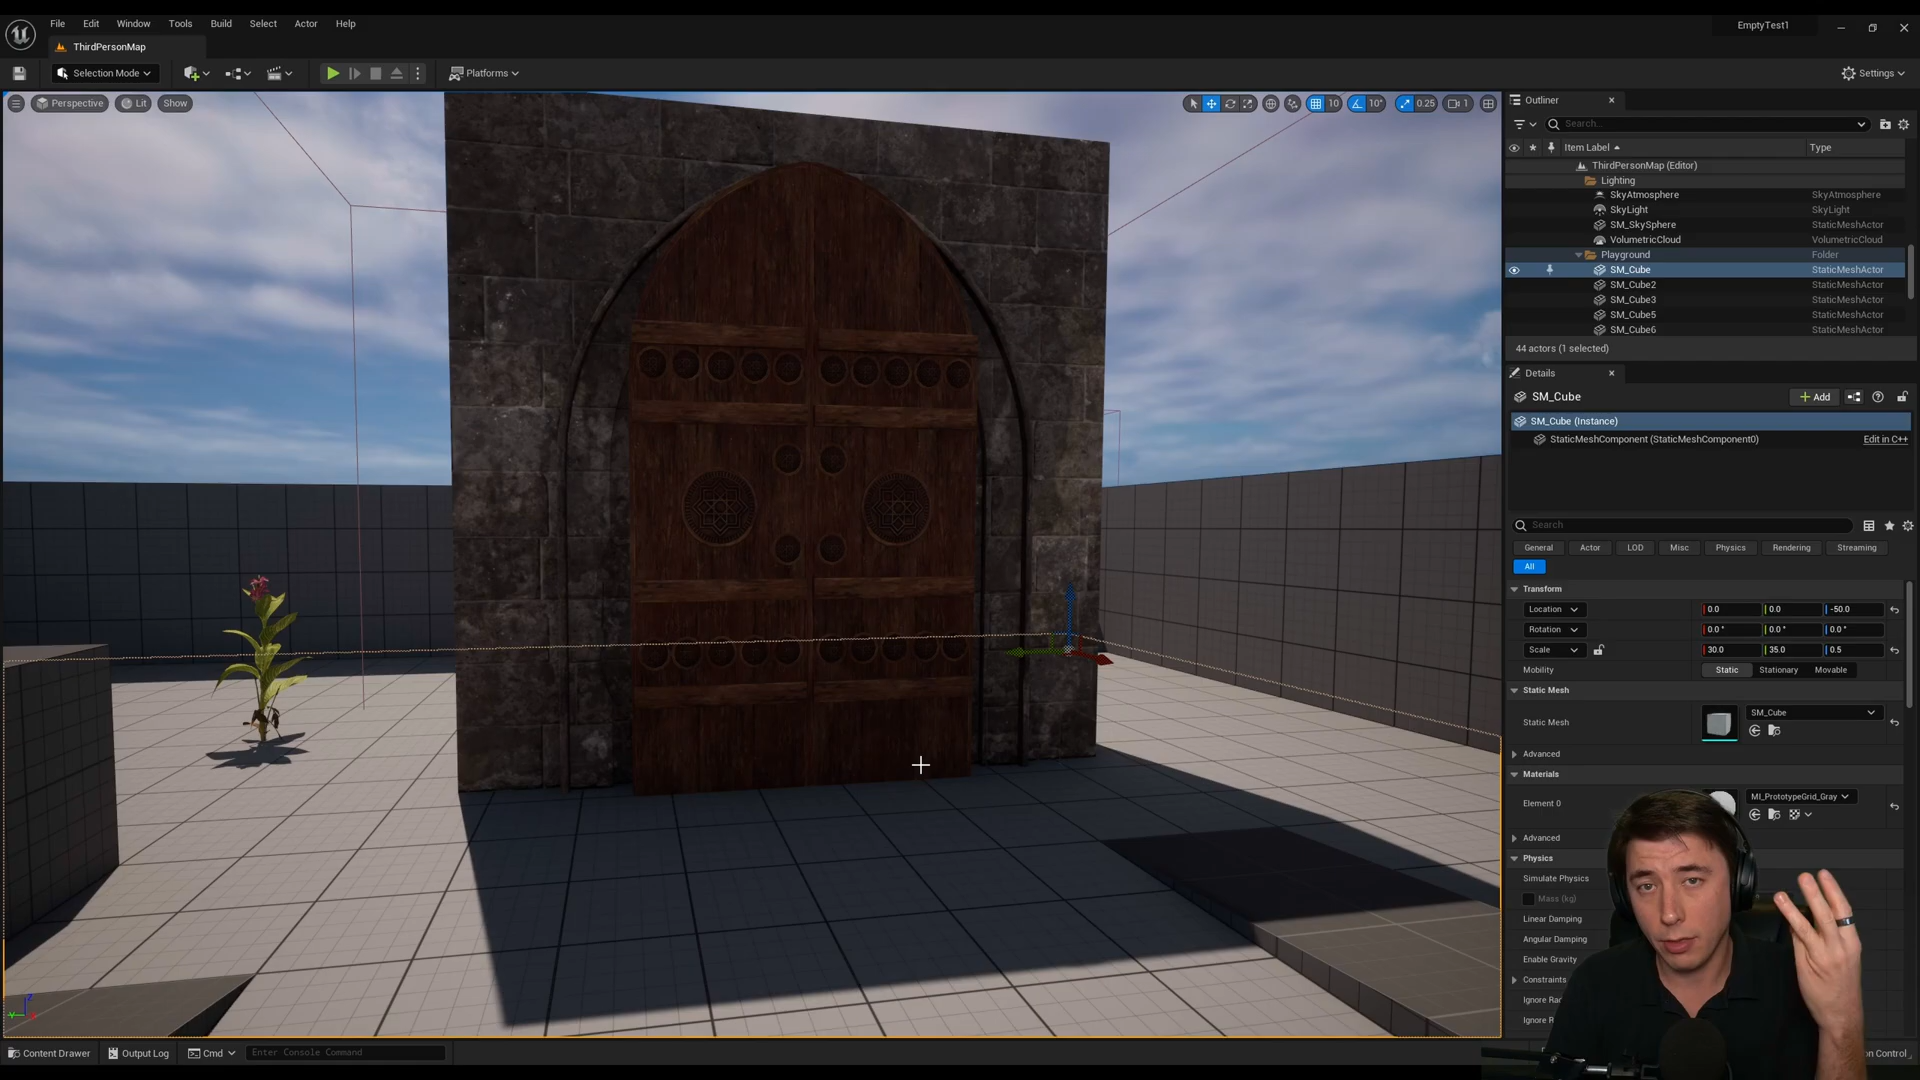 File Edit Window Tools Build Select Actor Help
EmptyTest1
ThirdPersonMap
Selection Mode
Platforms
Settings
Perspective Lit Show
10 10° 0.25 1
Outliner
Search...
Item Label Type
ThirdPersonMap (Editor)
Lighting
SkyAtmosphere SkyAtmosphere
SkyLight SkyLight
SM_SkySphere StaticMeshActor
VolumetricCloud VolumetricCloud
Playground Folder
SM_Cube StaticMeshActor
SM_Cube2 StaticMeshActor
SM_Cube3 StaticMeshActor
SM_Cube5 StaticMeshActor
SM_Cube6 StaticMeshActor
44 actors (1 selected)
Details
SM_Cube
+ Add
SM_Cube (Instance)
StaticMeshComponent (StaticMeshComponent0) Edit in C++
Search
General Actor LOD Misc Physics Rendering Streaming
All
Transform
Location 0.0 0.0 -50.0
Rotation 0.0 ° 0.0 ° 0.0 °
Scale 30.0 35.0 0.5
Mobility Static Stationary Movable
Static Mesh
Static Mesh SM_Cube
Advanced
Materials
Element 0 MI_PrototypeGrid_Gray
Advanced
Physics
Simulate Physics
Mass (kg)
Linear Damping
Angular Damping
Enable Gravity
Constraints
Ignore Rad
Ignore R
Content Drawer Output Log Cmd Enter Console Command
on Control
Z
Y
X